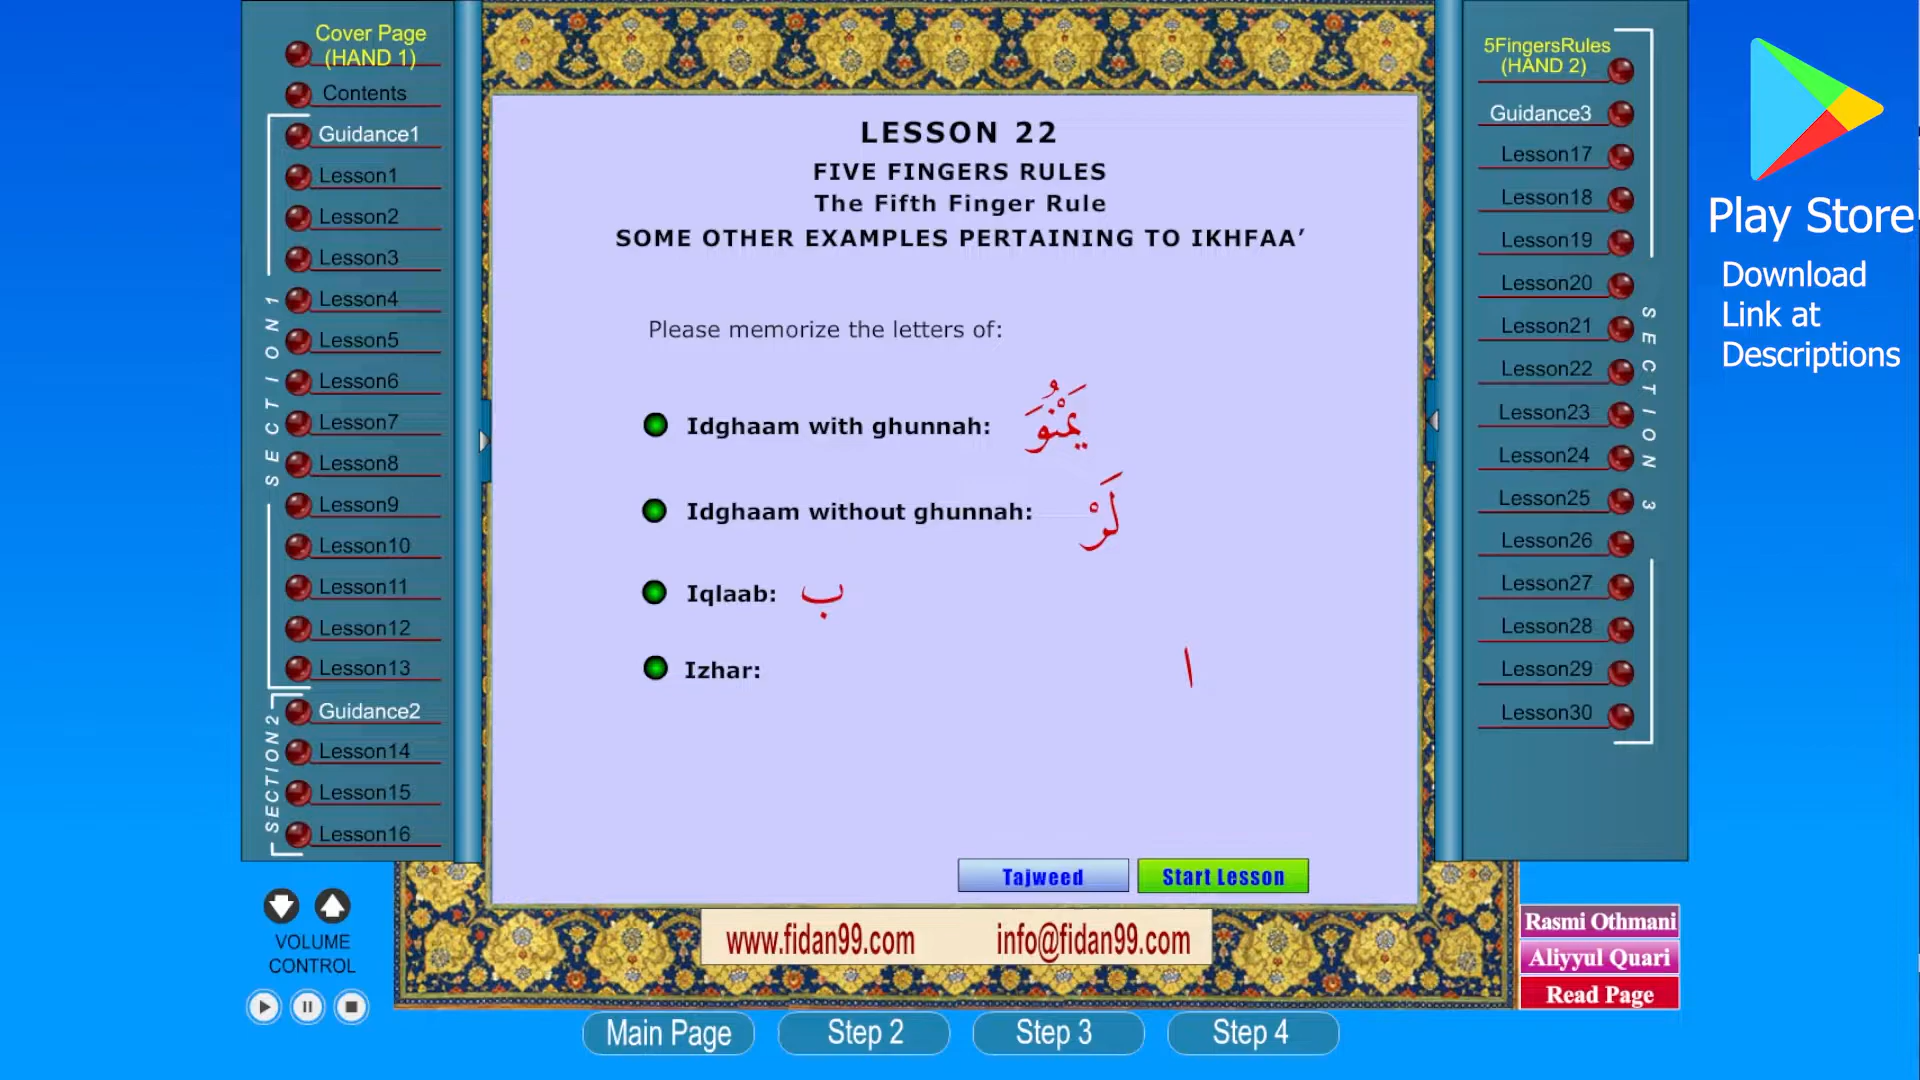 Cover Page
(HAND 1)
Contents
Guidance1
Lesson1
Lesson2
Lesson3
Lesson4
Lesson5
Lesson6
Lesson7
Lesson8
Lesson9
Lesson10
Lesson11
Lesson12
Lesson13
Guidance2
Lesson14
Lesson15
Lesson16
SECTION 1
SECTION2
VOLUME
CONTROL
LESSON 22
FIVE FINGERS RULES
The Fifth Finger Rule
SOME OTHER EXAMPLES PERTAINING TO IKHFAA’
Please memorize the letters of:
Idghaam with ghunnah: يَمْنُوَ
Idghaam without ghunnah: لَوْ
Iqlaab: ب
Izhar: ا
Tajweed
Start Lesson
www.fidan99.com info@fidan99.com
Main Page
Step 2
Step 3
Step 4
5FingersRules
(HAND 2)
Guidance3
Lesson17
Lesson18
Lesson19
Lesson20
Lesson21
Lesson22
Lesson23
Lesson24
Lesson25
Lesson26
Lesson27
Lesson28
Lesson29
Lesson30
SECTION 3
Play Store
Download
Link at
Descriptions
Rasmi Othmani
Aliyyul Quari
Read Page